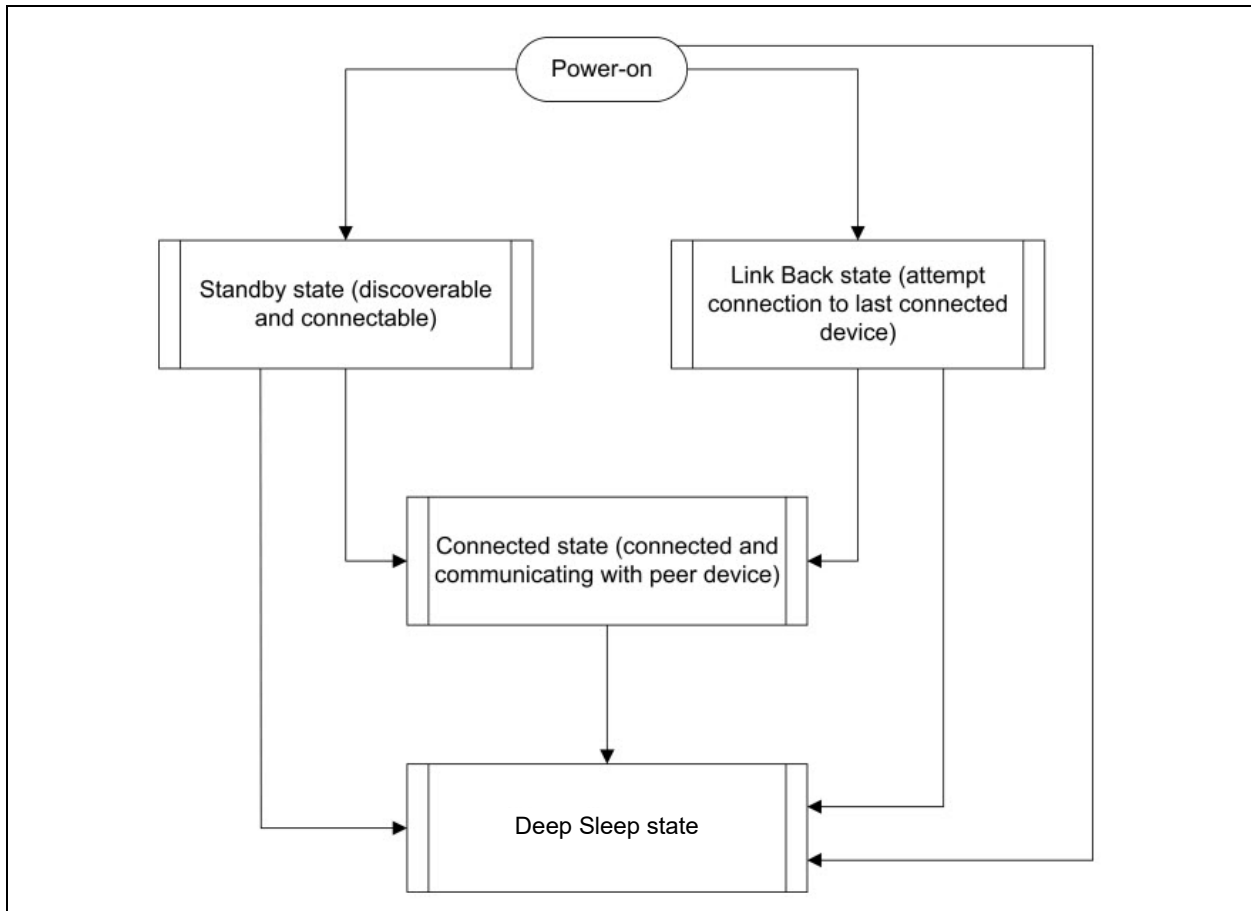 Power-on
Standby state (discoverable
and connectable)
Link Back state (attempt
connection to last connected
device)
Connected state (connected and
communicating with peer device)
Deep Sleep state